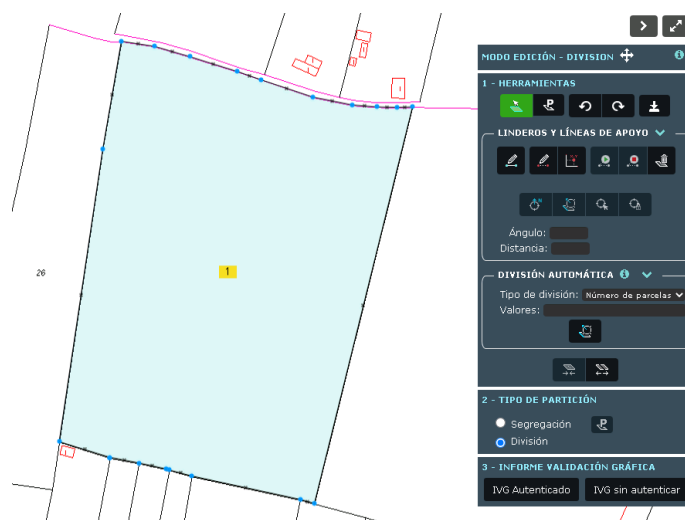 MODO EDICIÓN - DIVISION
1 - HERRAMIENTAS
LINDEROS Y LÍNEAS DE APOYO
Ángulo:
Distancia:
DIVISIÓN AUTOMÁTICA
Tipo de división: Número de parcelas
Valores:
2 - TIPO DE PARTICIÓN
Segregación
División
3 - INFORME VALIDACIÓN GRÁFICA
IVG Autenticado IVG sin autenticar
26
1